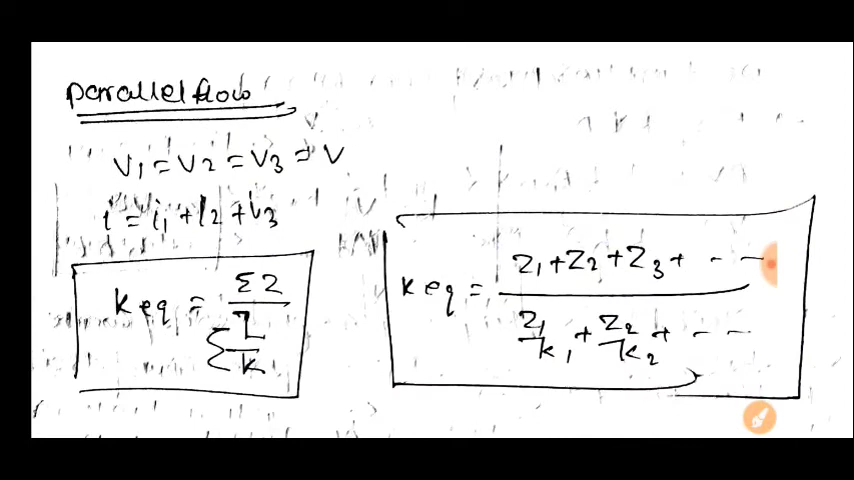 parallel flow
V1 = V2 = V3 = V
i = i1 + i2 + i3
keq = ΣZ / Σ Z/k
keq = Z1 + Z2 + Z3 + - - / Z1/k1 + Z2/k2 + - -